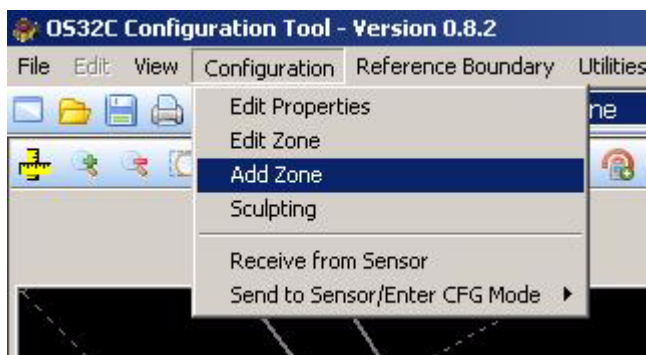 OS32C Configuration Tool - Version 0.8.2
File Edit View Configuration Reference Boundary Utilities
Edit Properties
Edit Zone
Add Zone
Sculpting
Receive from Sensor
Send to Sensor/Enter CFG Mode
ne